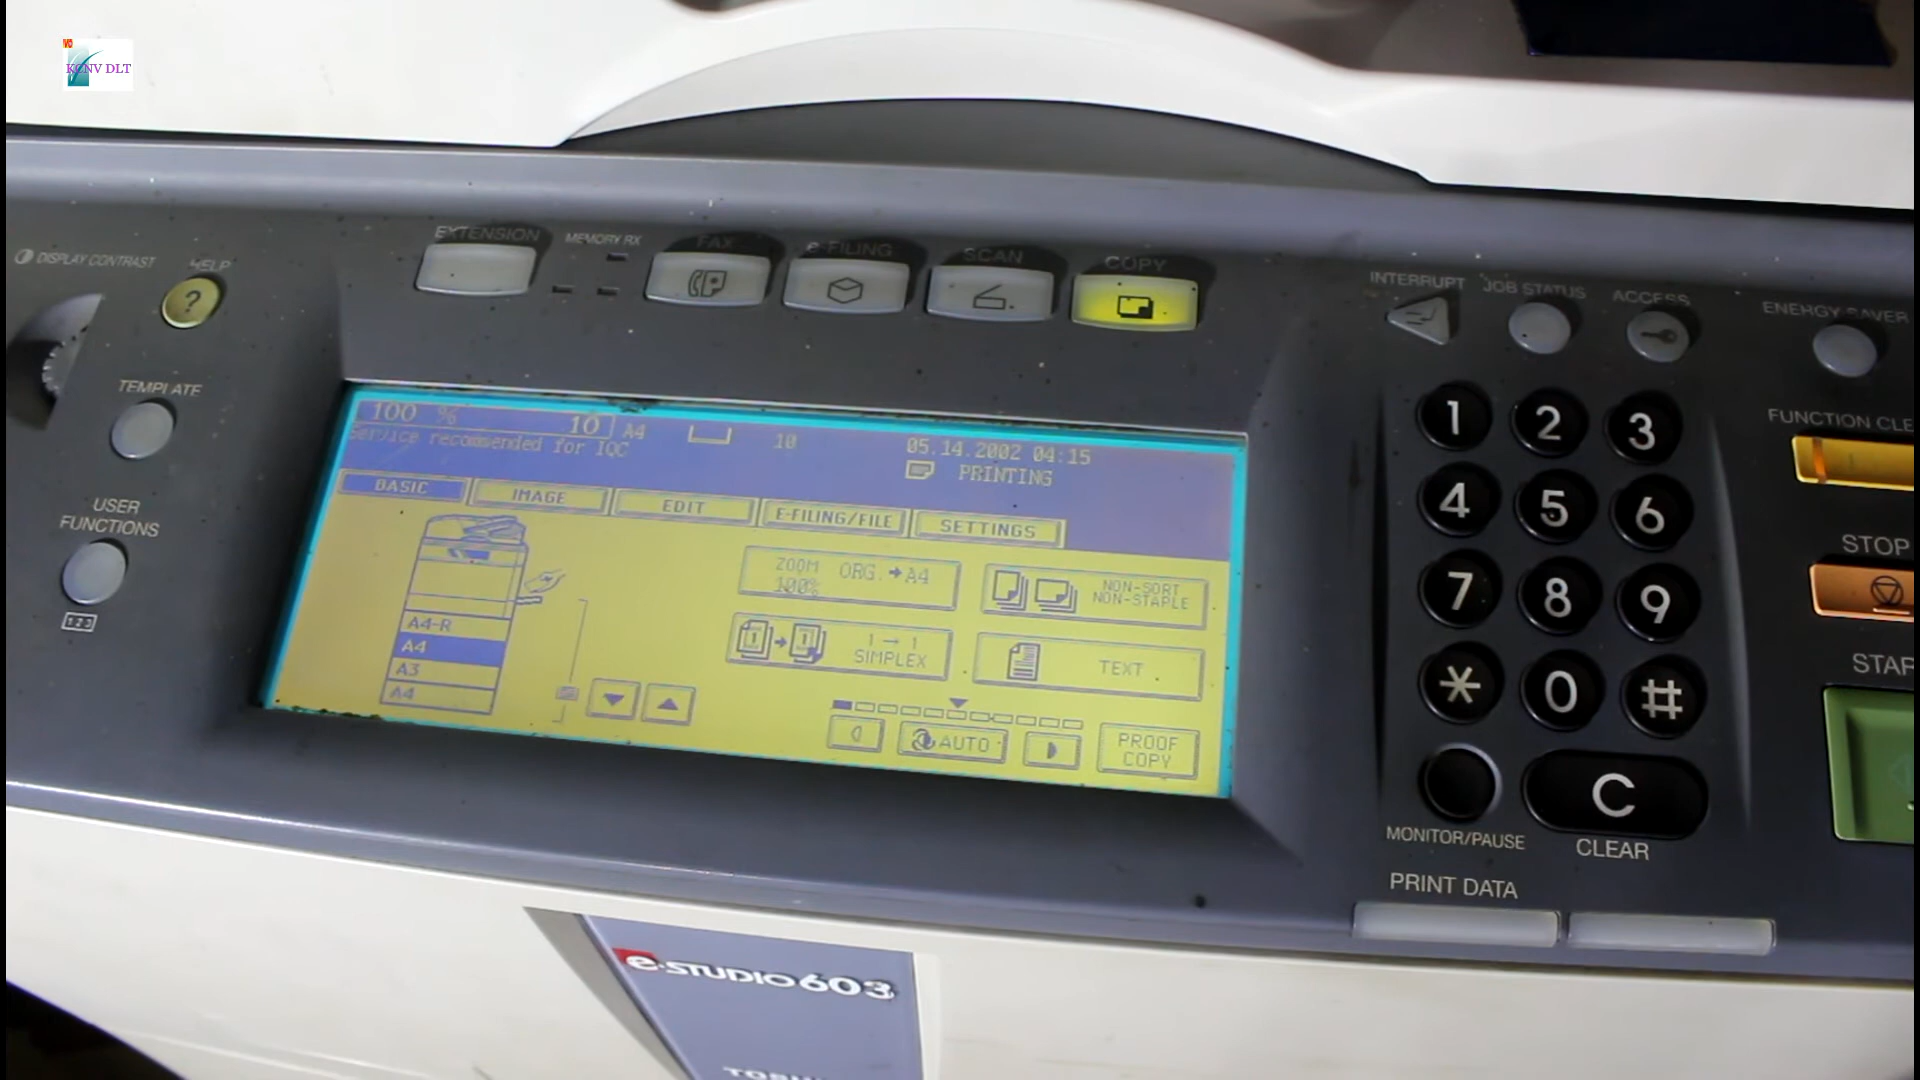 KCNV DLT
DISPLAY CONTRAST
HELP
?
TEMPLATE
USER
FUNCTIONS
123
EXTENSION
MEMORY RX
FAX
e-FILING
SCAN
COPY
INTERRUPT
JOB STATUS
ACCESS
ENERGY SAVER
FUNCTION CLE
STOP
STAR
100 %
10
A4
10
05.14.2002 04:15
Service recommended for IQC
PRINTING
BASIC
IMAGE
EDIT
E-FILING/FILE
SETTINGS
A4-R
A4
A3
A4
ZOOM ORG.→A4
100%
NON-SORT
NON-STAPLE
1 → 1
SIMPLEX
TEXT
AUTO
PROOF
COPY
1 2 3
4 5 6
7 8 9
* 0 #
C
MONITOR/PAUSE
CLEAR
PRINT DATA
e-STUDIO603